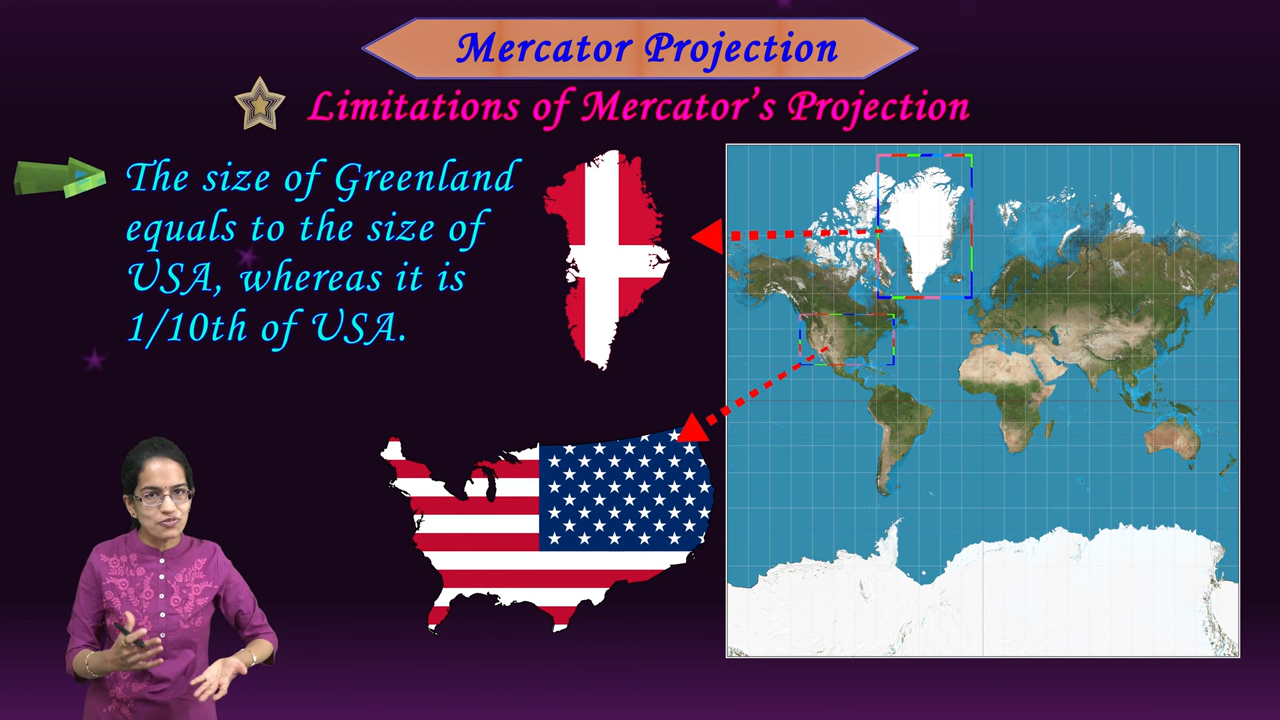 Mercator Projection
Limitations of Mercator's Projection
The size of Greenland
equals to the size of
USA, whereas it is
1/10th of USA.